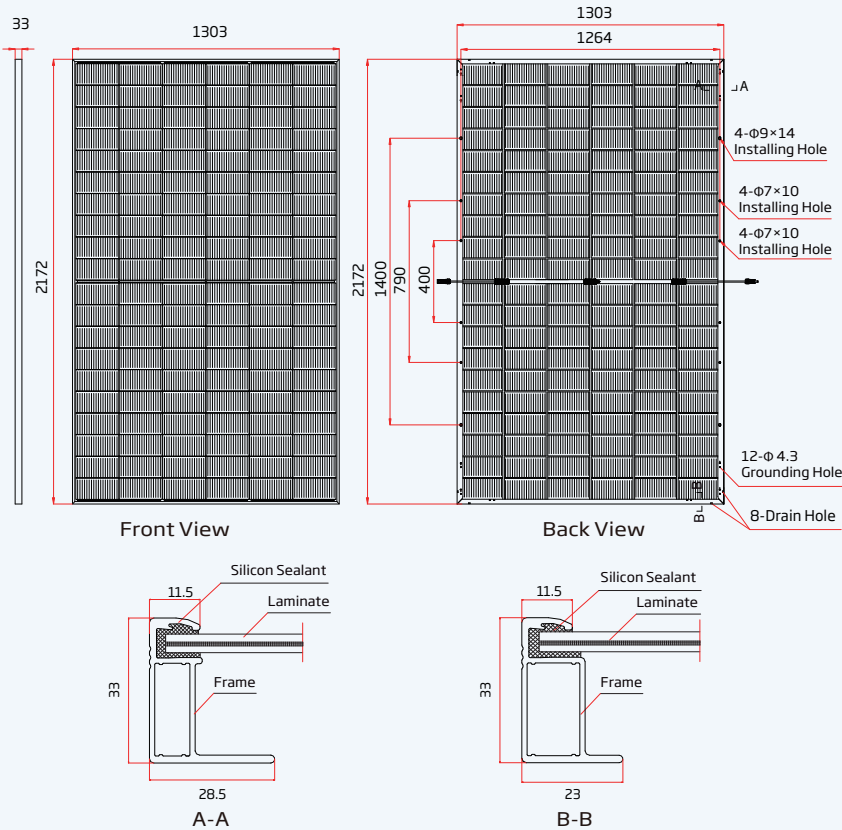 33
1303
2172
Front View
1303
1264
A
A
4-Φ9×14
Installing Hole
4-Φ7×10
Installing Hole
4-Φ7×10
Installing Hole
2172
1400
790
400
12-Φ 4.3
Grounding Hole
B
B
8-Drain Hole
Back View
Silicon Sealant
11.5
Laminate
33
Frame
28.5
A-A
Silicon Sealant
11.5
Laminate
33
Frame
23
B-B